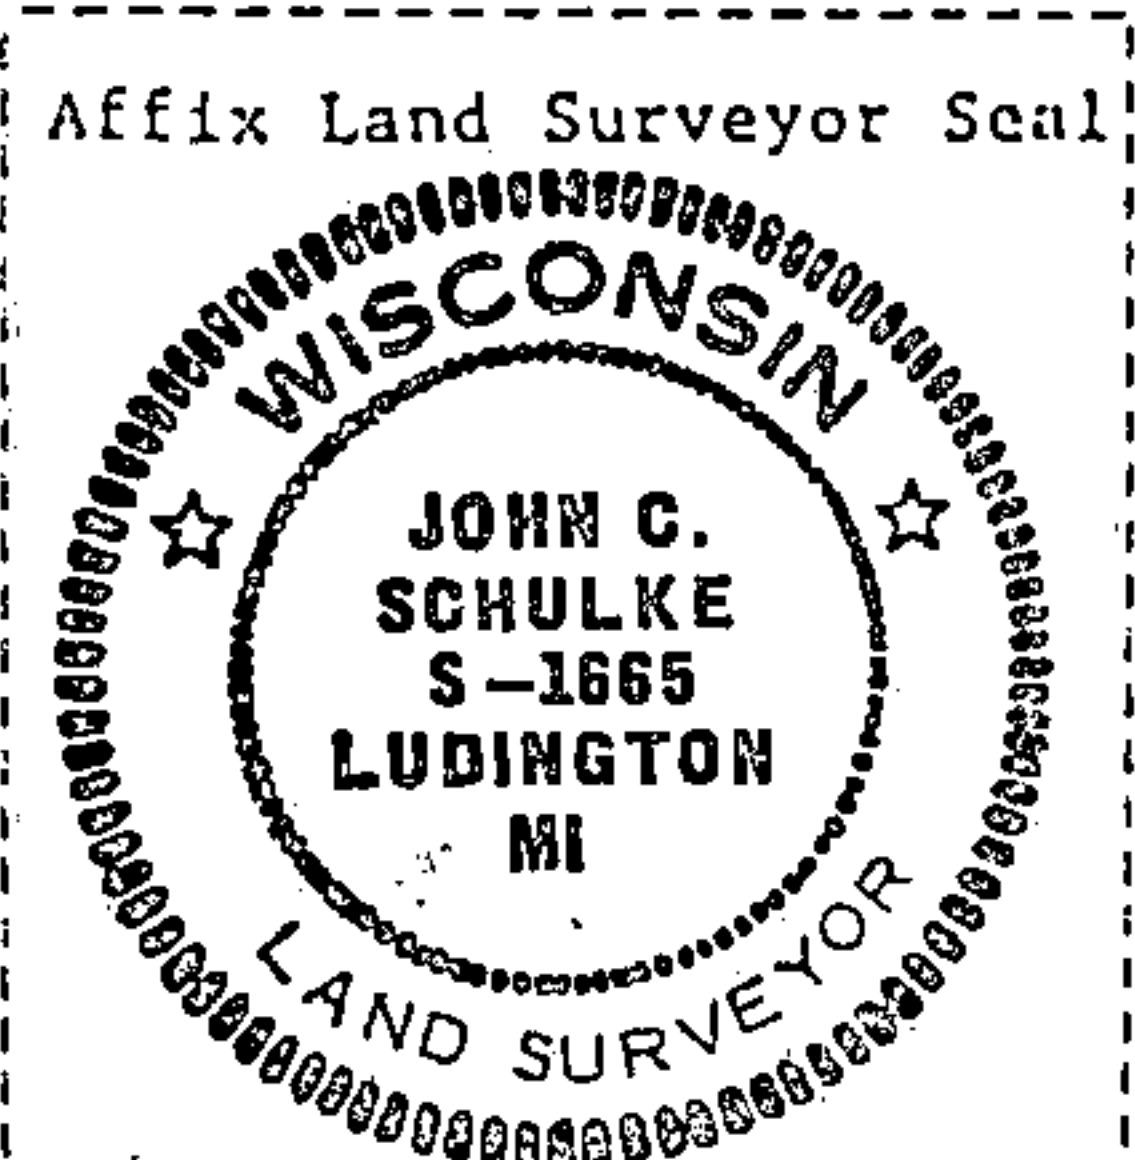 Affix Land Surveyor Seal
WISCONSIN
JOHN C.
SCHULKE
S-1665
LUDINGTON
MI
LAND SURVEYOR